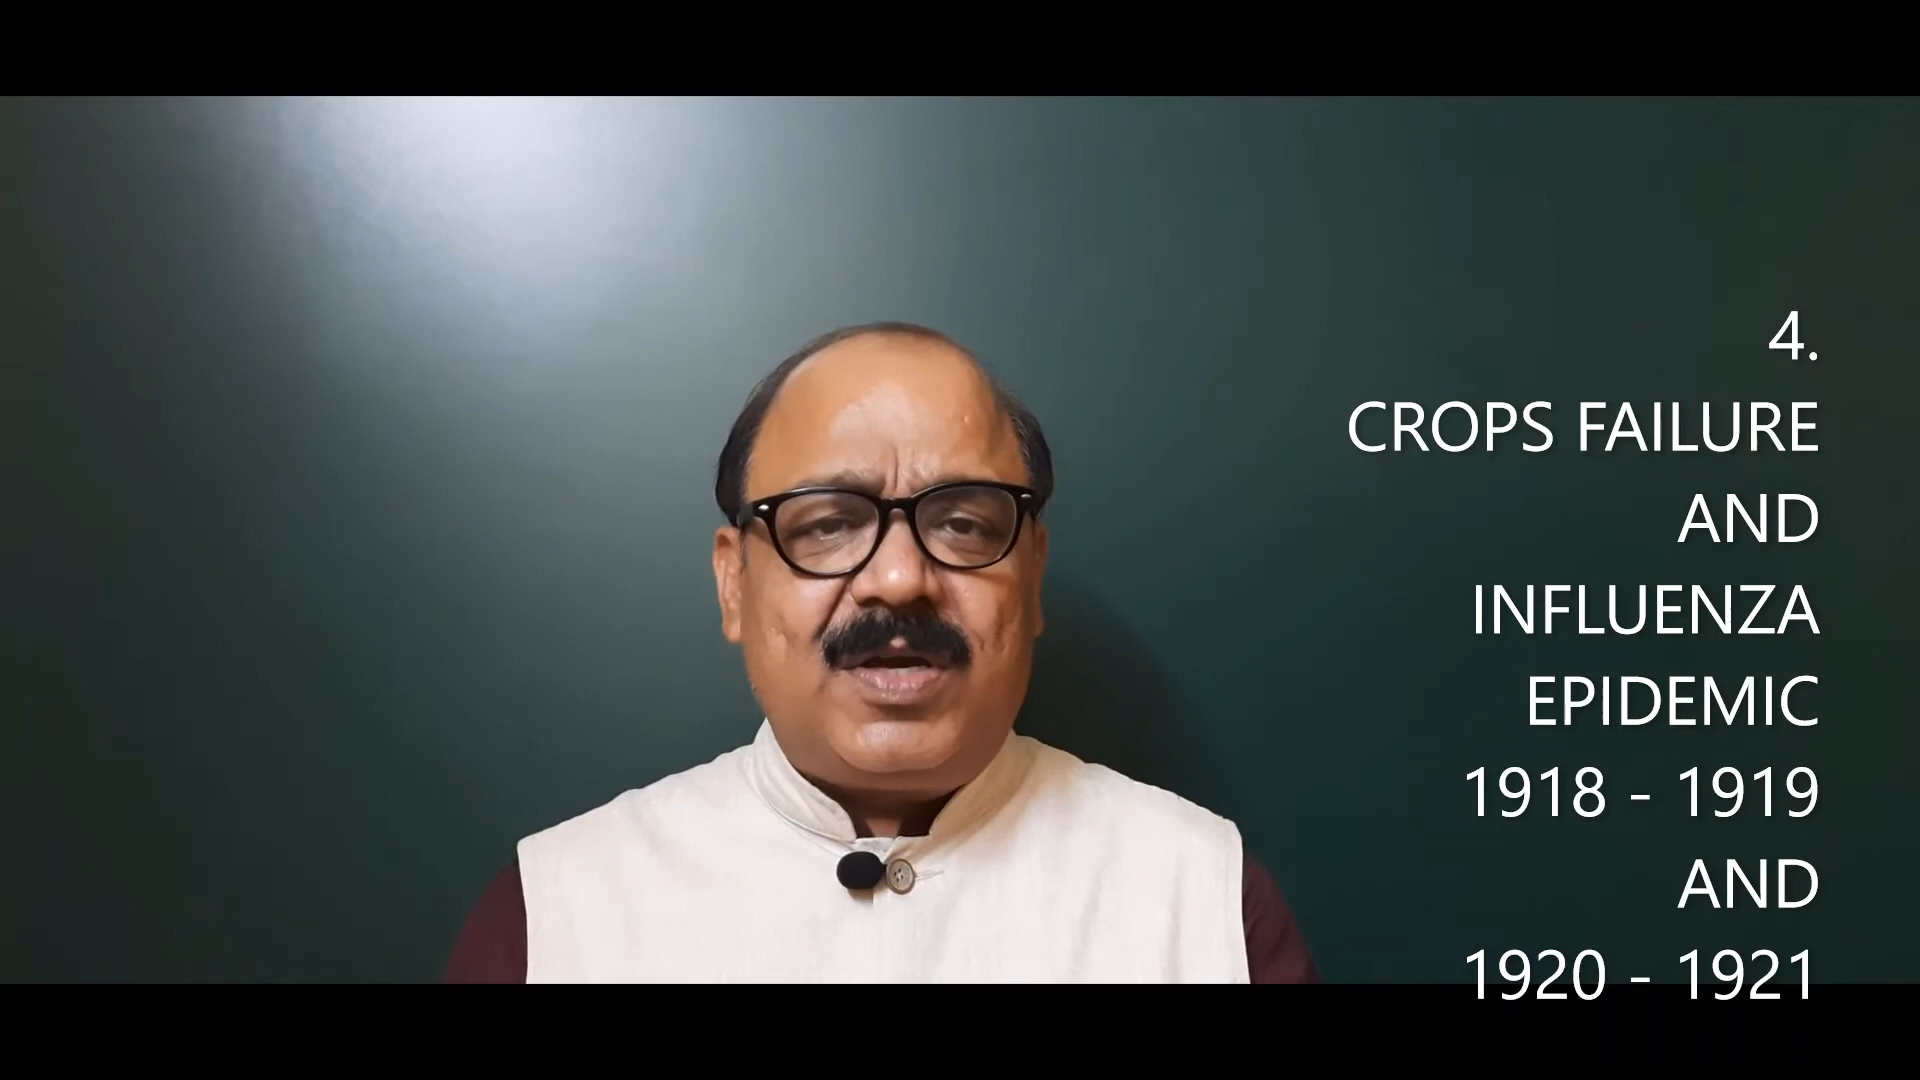 4.
CROPS FAILURE
AND
INFLUENZA
EPIDEMIC
1918 - 1919
AND
1920 - 1921